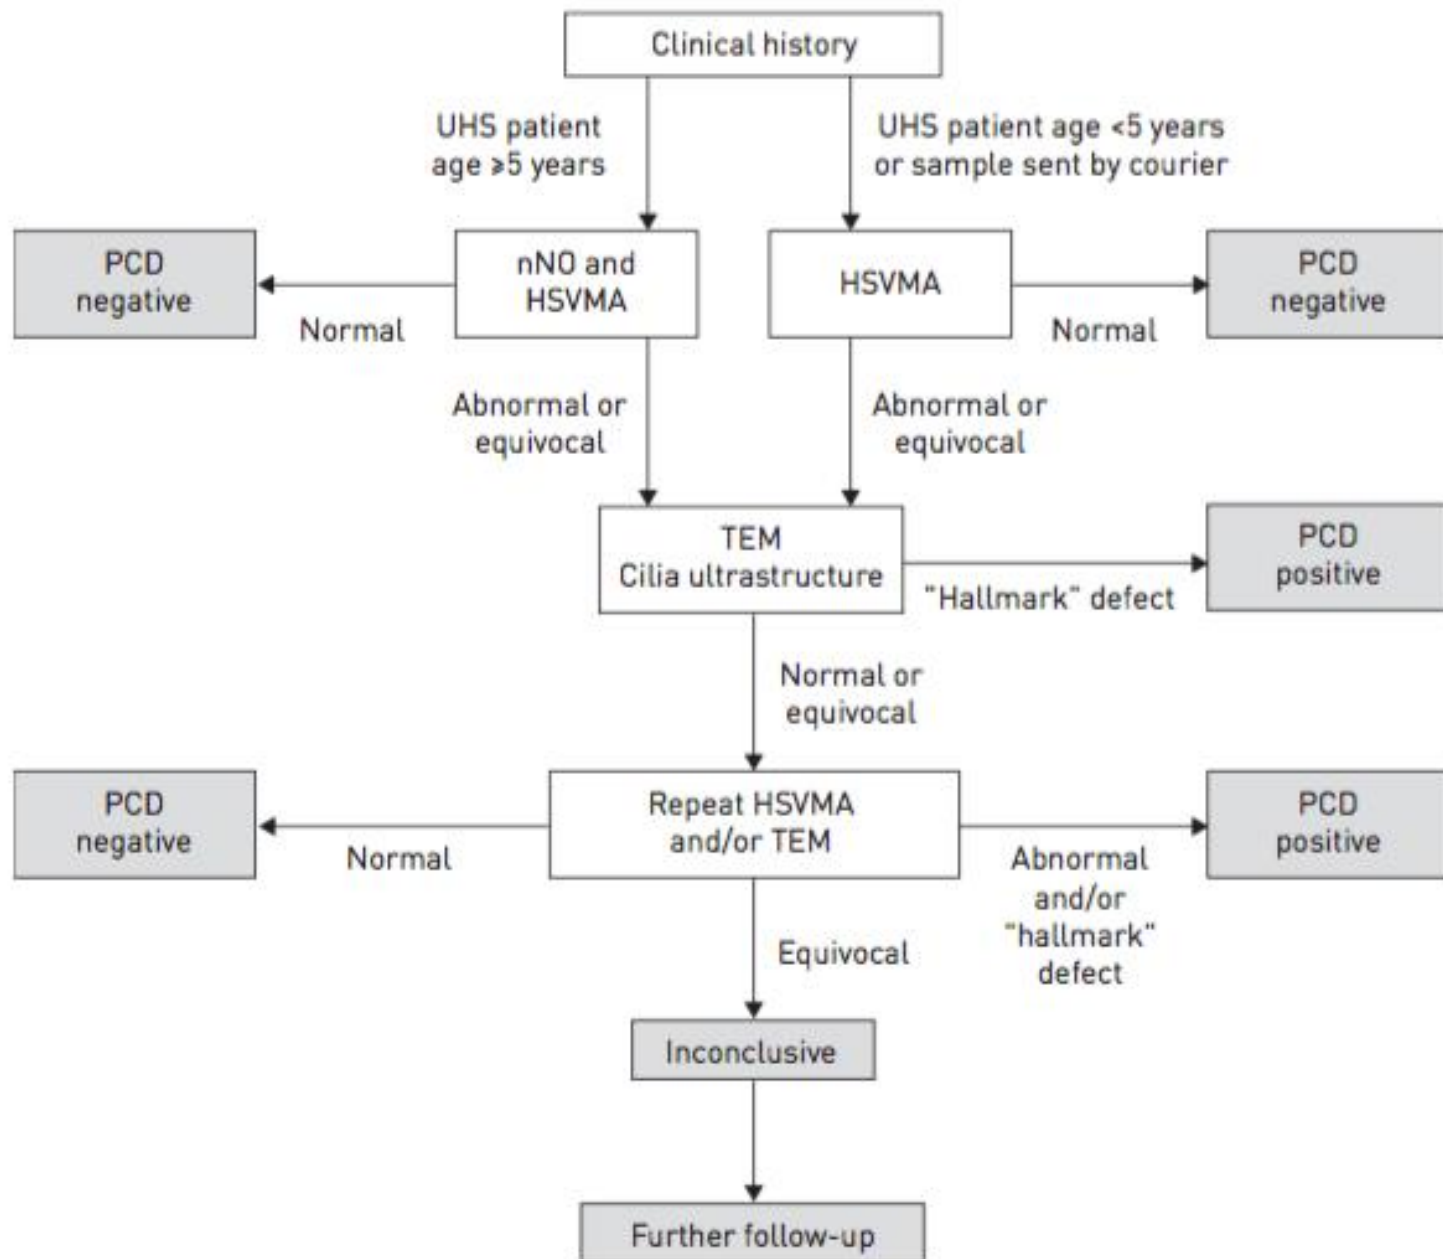 Clinical history
UHS patient
age ⩾5 years
UHS patient age <5 years
or sample sent by courier
PCD
negative
nNO and
HSVMA
HSVMA
PCD
negative
Normal
Normal
Abnormal or
equivocal
Abnormal or
equivocal
TEM
Cilia ultrastructure
PCD
positive
"Hallmark" defect
Normal or
equivocal
PCD
negative
Repeat HSVMA
and/or TEM
PCD
positive
Normal
Abnormal
and/or
"hallmark"
defect
Equivocal
Inconclusive
Further follow-up